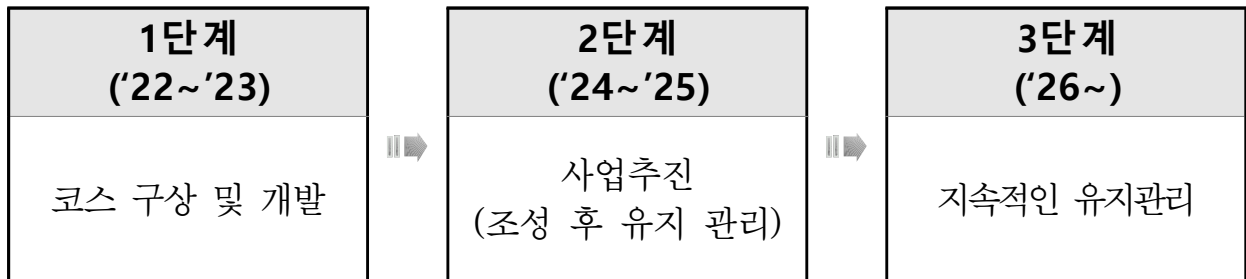 1단계
(‘22~’23)
코스 구상 및 개발
2단계
(‘24~’25)
사업추진
(조성 후 유지 관리)
3단계
(‘26~)
지속적인 유지관리